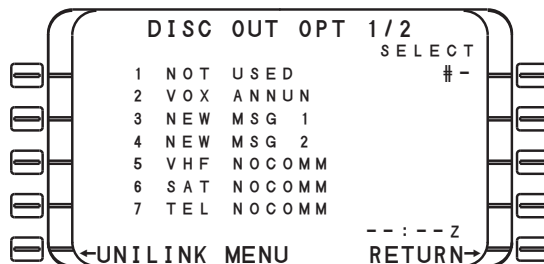 DISC OUT OPT 1/2
SELECT
1 NOT USED #-
2 VOX ANNUN
3 NEW MSG 1
4 NEW MSG 2
5 VHF NOCOMM
6 SAT NOCOMM
7 TEL NOCOMM
--:--Z
←UNILINK MENU RETURN→